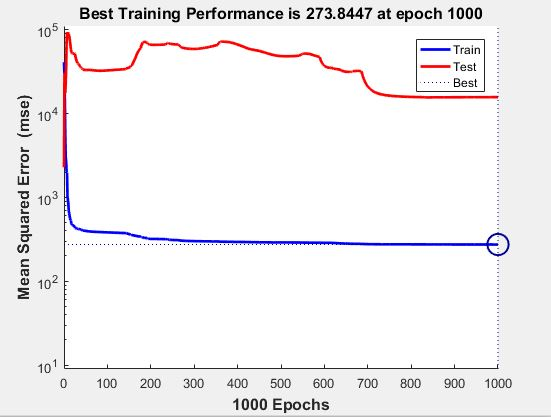 Best Training Performance is 273.8447 at epoch 1000
Train
Test
Best
Mean Squared Error (mse)
10^5
10^4
10^3
10^2
10^1
0 100 200 300 400 500 600 700 800 900 1000
1000 Epochs